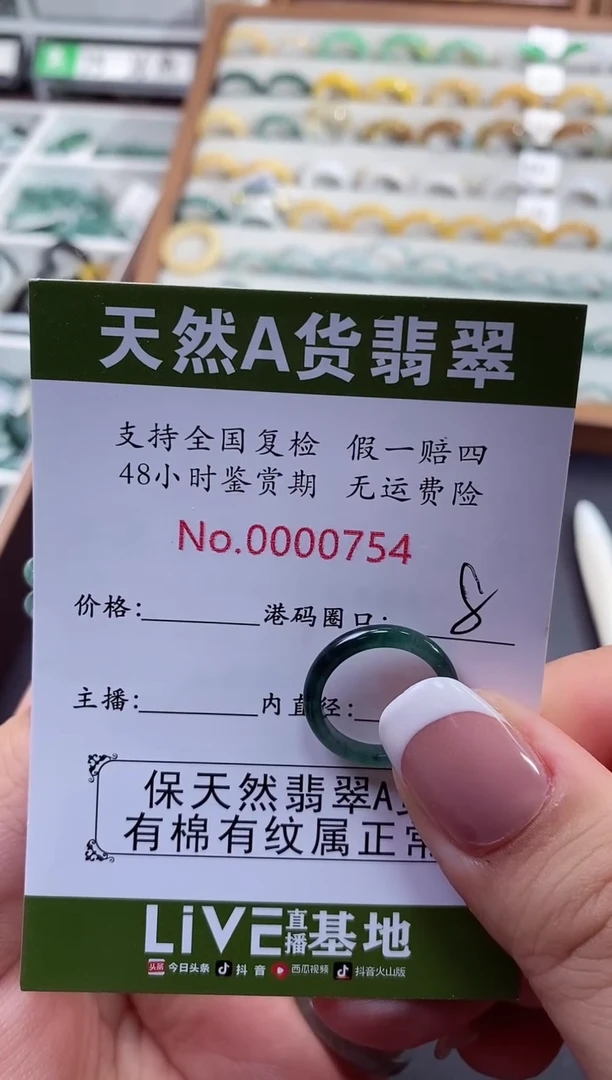 天然A货翡翠
支持全国复检 假一赔四
48小时鉴赏期 无运费险
No.0000754
价格: 港码圈口: 8
主播: 内直径:
保天然翡翠A
有棉有纹属正常
LiVE直播基地
今日头条 抖音 西瓜视频 抖音火山版